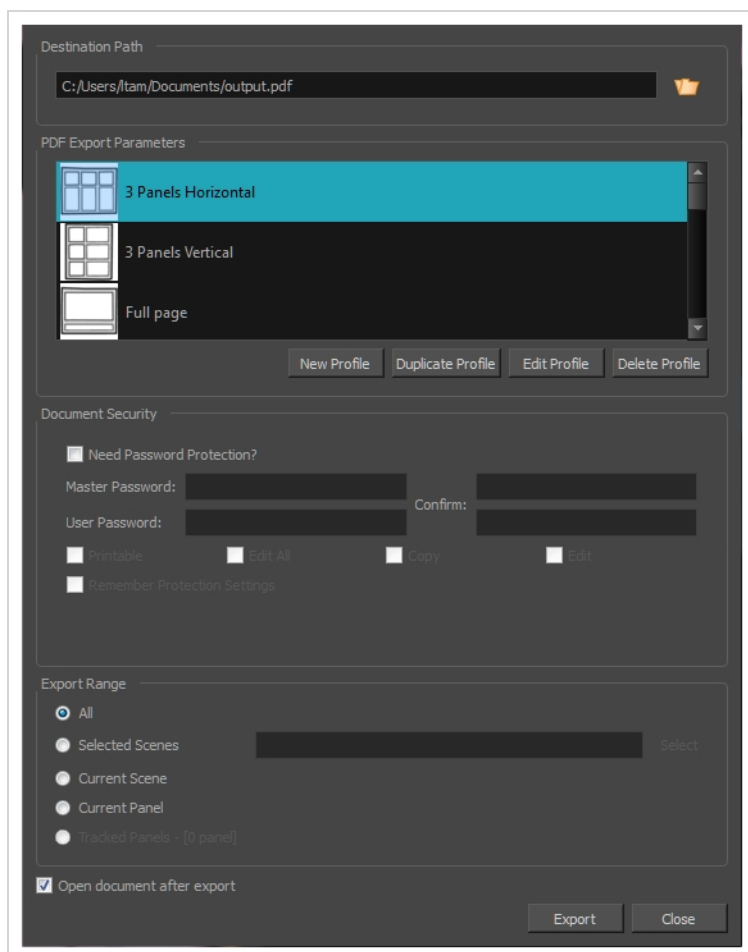 Destination Path
C:/Users/ltam/Documents/output.pdf
PDF Export Parameters
3 Panels Horizontal
3 Panels Vertical
Full page
New Profile Duplicate Profile Edit Profile Delete Profile
Document Security
Need Password Protection?
Master Password:
Confirm:
User Password:
Printable Edit All Copy Edit
Remember Protection Settings
Export Range
All
Selected Scenes Select
Current Scene
Current Panel
Tracked Panels - [0 panel]
Open document after export
Export Close